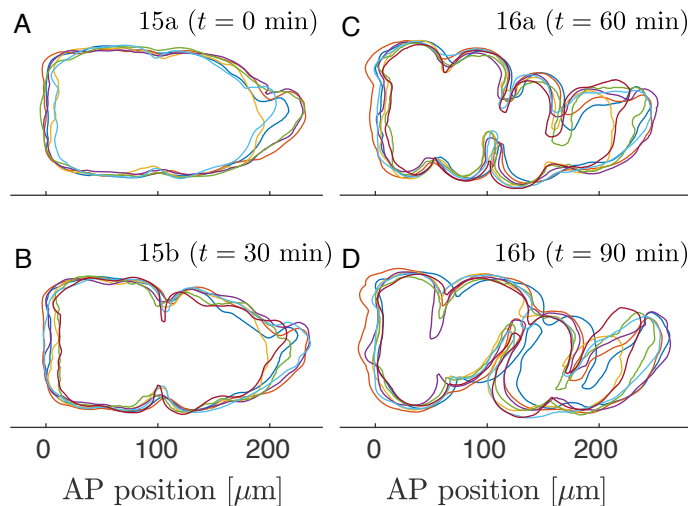 A 15a (t = 0 min)
C 16a (t = 60 min)
B 15b (t = 30 min)
D 16b (t = 90 min)
0 100 200
0 100 200
AP position [μm]
AP position [μm]